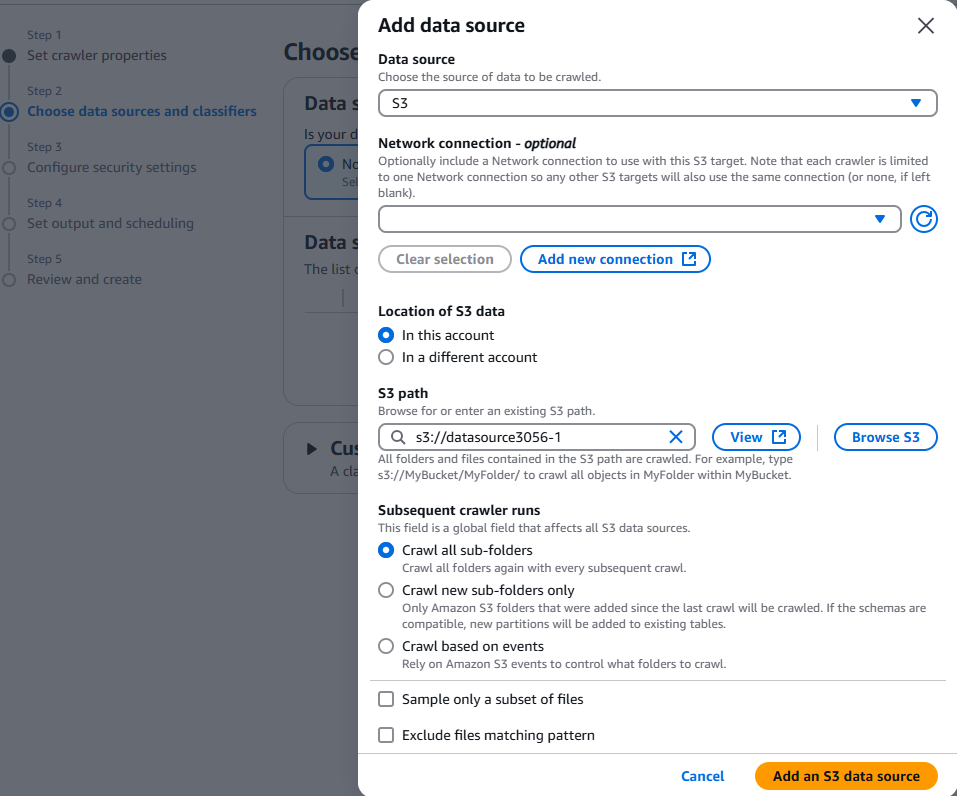 Step 1
Set crawler properties
Step 2
Choose data sources and classifiers
Step 3
Configure security settings
Step 4
Set output and scheduling
Step 5
Review and create
Choose
Data s
Is your d
No
Sel
Data s
The list o
Cus
A cla
Add data source
Data source
Choose the source of data to be crawled.
S3
Network connection - optional
Optionally include a Network connection to use with this S3 target. Note that each crawler is limited
to one Network connection so any other S3 targets will also use the same connection (or none, if left
blank).
Clear selection
Add new connection
Location of S3 data
In this account
In a different account
S3 path
Browse for or enter an existing S3 path.
s3://datasource3056-1
View
Browse S3
All folders and files contained in the S3 path are crawled. For example, type
s3://MyBucket/MyFolder/ to crawl all objects in MyFolder within MyBucket.
Subsequent crawler runs
This field is a global field that affects all S3 data sources.
Crawl all sub-folders
Crawl all folders again with every subsequent crawl.
Crawl new sub-folders only
Only Amazon S3 folders that were added since the last crawl will be crawled. If the schemas are
compatible, new partitions will be added to existing tables.
Crawl based on events
Rely on Amazon S3 events to control what folders to crawl.
Sample only a subset of files
Exclude files matching pattern
Cancel
Add an S3 data source